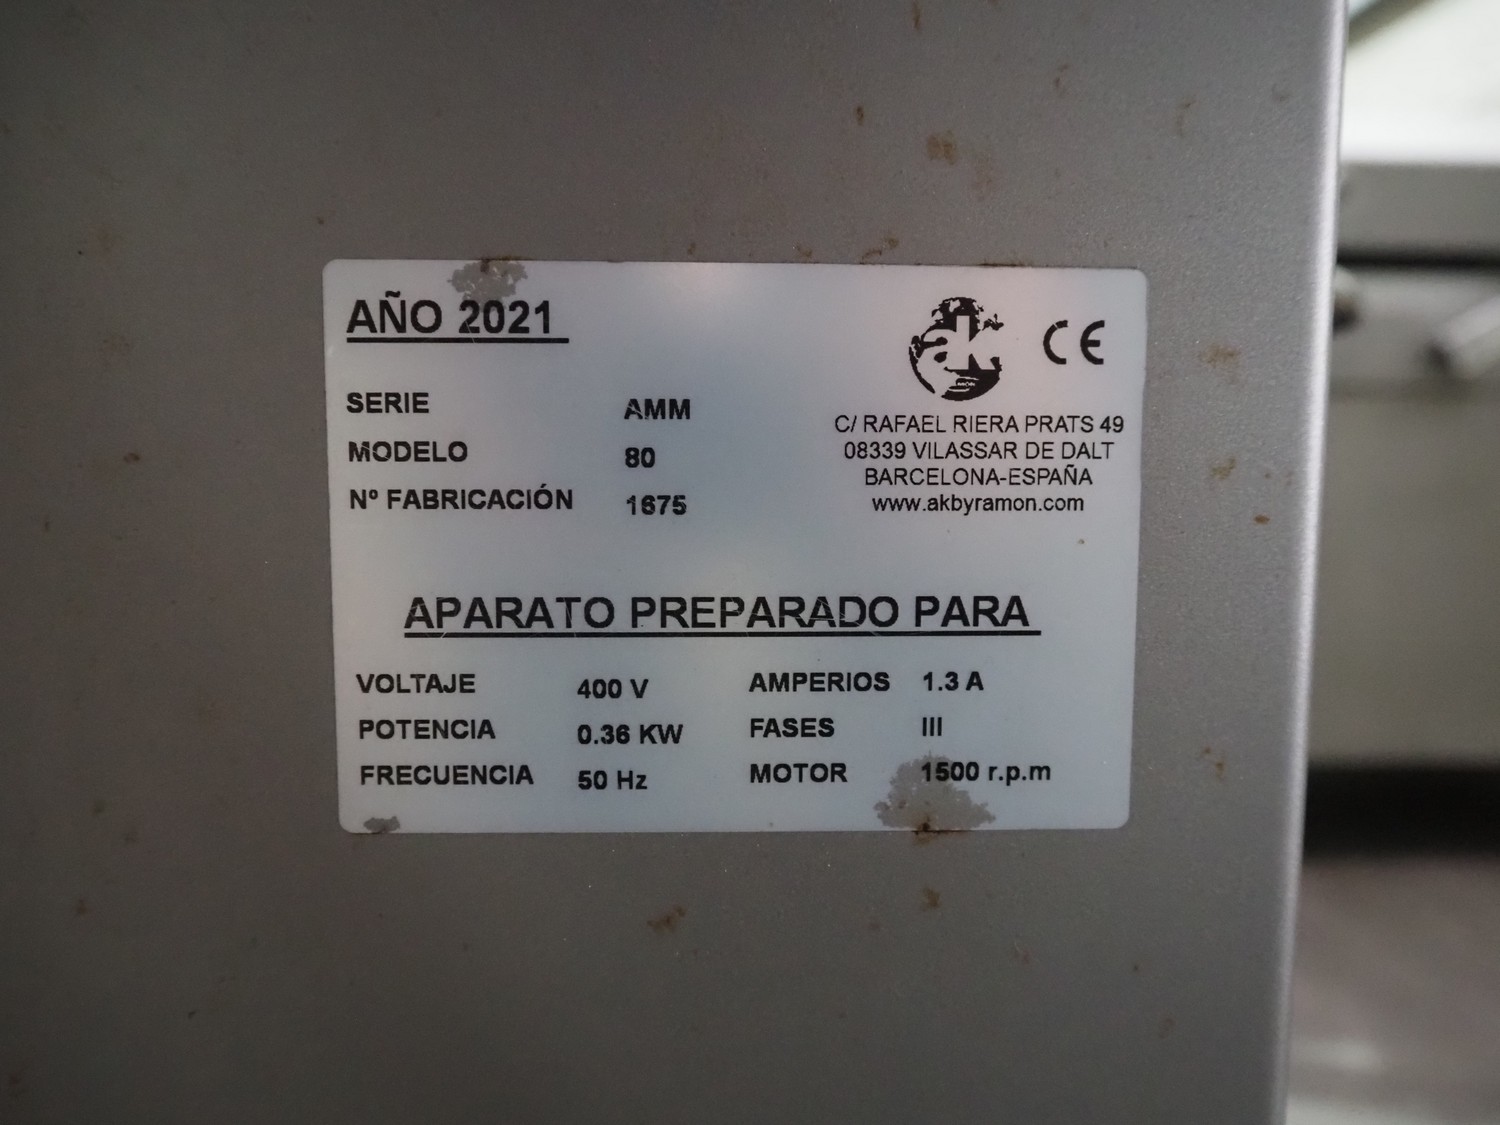 AÑO 2021
SERIE AMM
MODELO 80
Nº FABRICACIÓN 1675
ak
CE
C/ RAFAEL RIERA PRATS 49
08339 VILASSAR DE DALT
BARCELONA-ESPAÑA
www.akbyramon.com
APARATO PREPARADO PARA
VOLTAJE 400 V AMPERIOS 1.3 A
POTENCIA 0.36 KW FASES III
FRECUENCIA 50 Hz MOTOR 1500 r.p.m